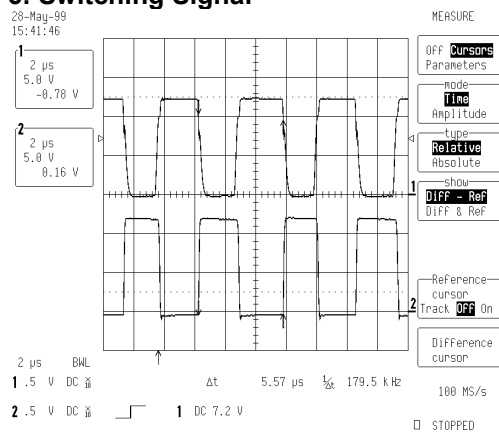 28-May-99
15:41:46
1
2 µs
5.0 V
-0.78 V
2
2 µs
5.0 V
0.16 V
MEASURE
Off Cursors
Parameters
mode
Time
Amplitude
type
Relative
Absolute
show
Diff - Ref
Diff & Ref
Reference
cursor
Track Off On
Difference
cursor
1
2
2 µs BWL
1 .5 V DC
2 .5 V DC
Δt 5.57 µs 1/Δt 179.5 kHz
1 DC 7.2 V
100 MS/s
STOPPED